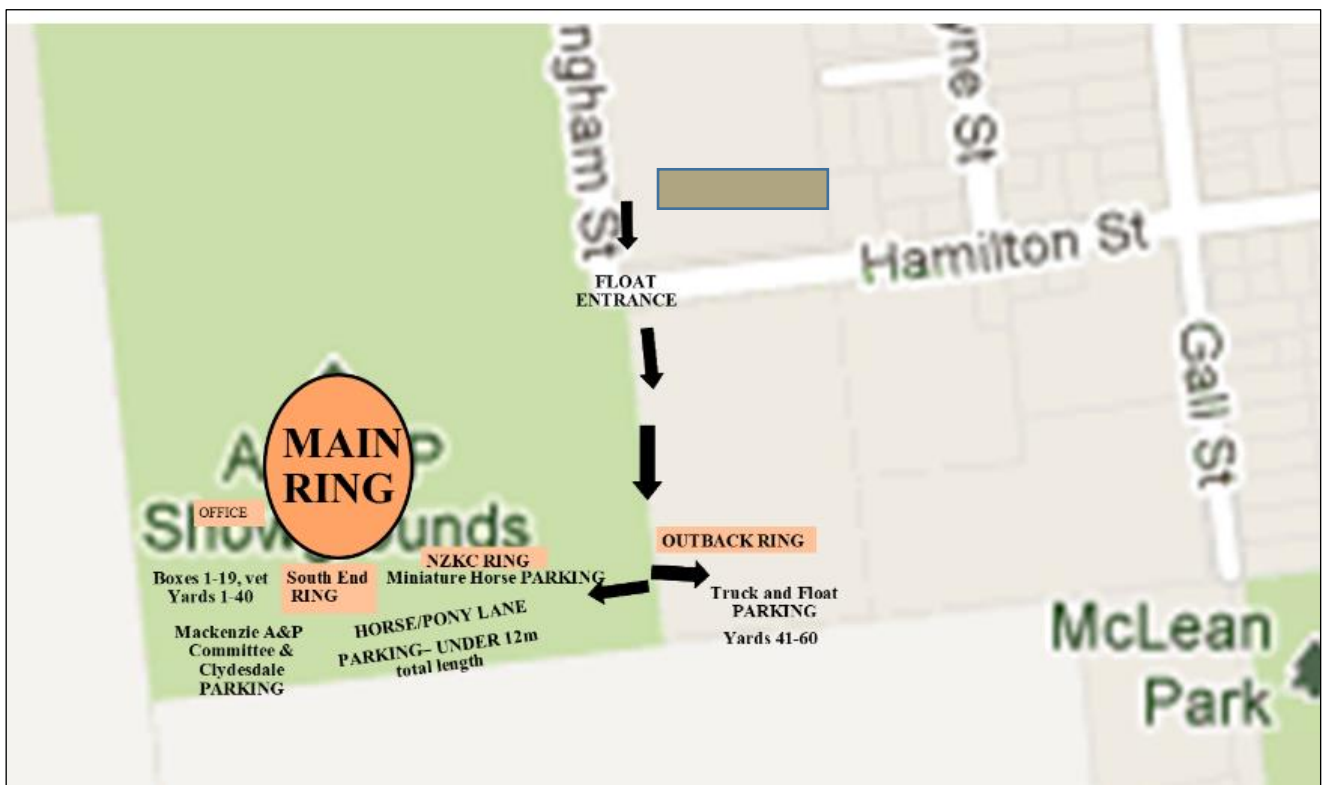 ngham St
yne St
Hamilton St
Gall St
FLOAT
ENTRANCE
MAIN
RING
A P
Show unds
OFFICE
OUTBACK RING
NZKC RING
Miniature Horse PARKING
Boxes 1-19, vet
Yards 1-40
South End
RING
Truck and Float
PARKING
Yards 41-60
HORSE/PONY LANE
PARKING– UNDER 12m
total length
Mackenzie A&P
Committee &
Clydesdale
PARKING
McLean
Park